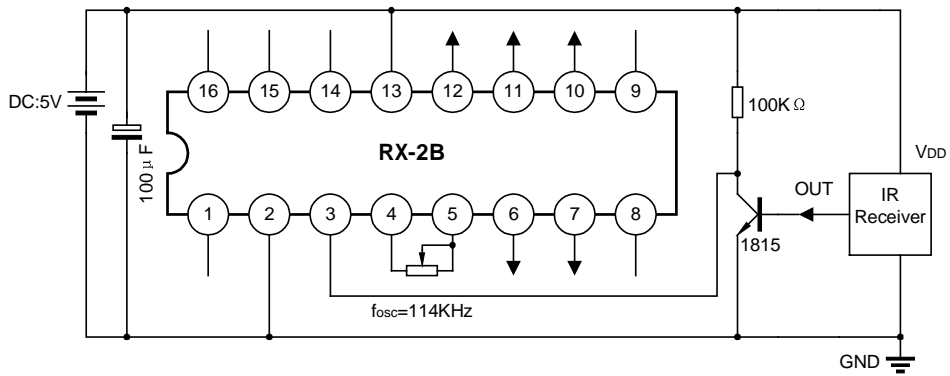 16 15 14 13 12 11 10 9
DC:5V
100KΩ
100μF
RX-2B
VDD
OUT
IR
Receiver
1 2 3 4 5 6 7 8
1815
fosc=114KHz
GND